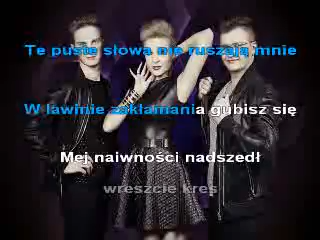 Te puste słowa nie ruszają mnie
W lawinie zakłamania gubisz się
Mej naiwności nadszedł
wreszcie kres